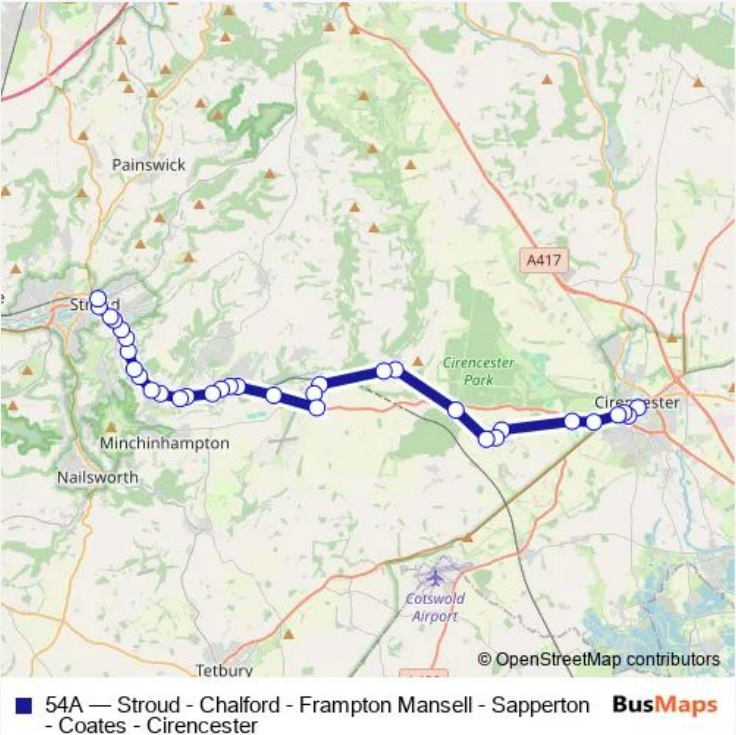 Painswick
A417
Stroud
Cirencester
Park
Cirencester
Minchinhampton
Nailsworth
Cotswold
Airport
Tetbury
© OpenStreetMap contributors
54A — Stroud - Chalford - Frampton Mansell - Sapperton
- Coates - Cirencester
BusMaps